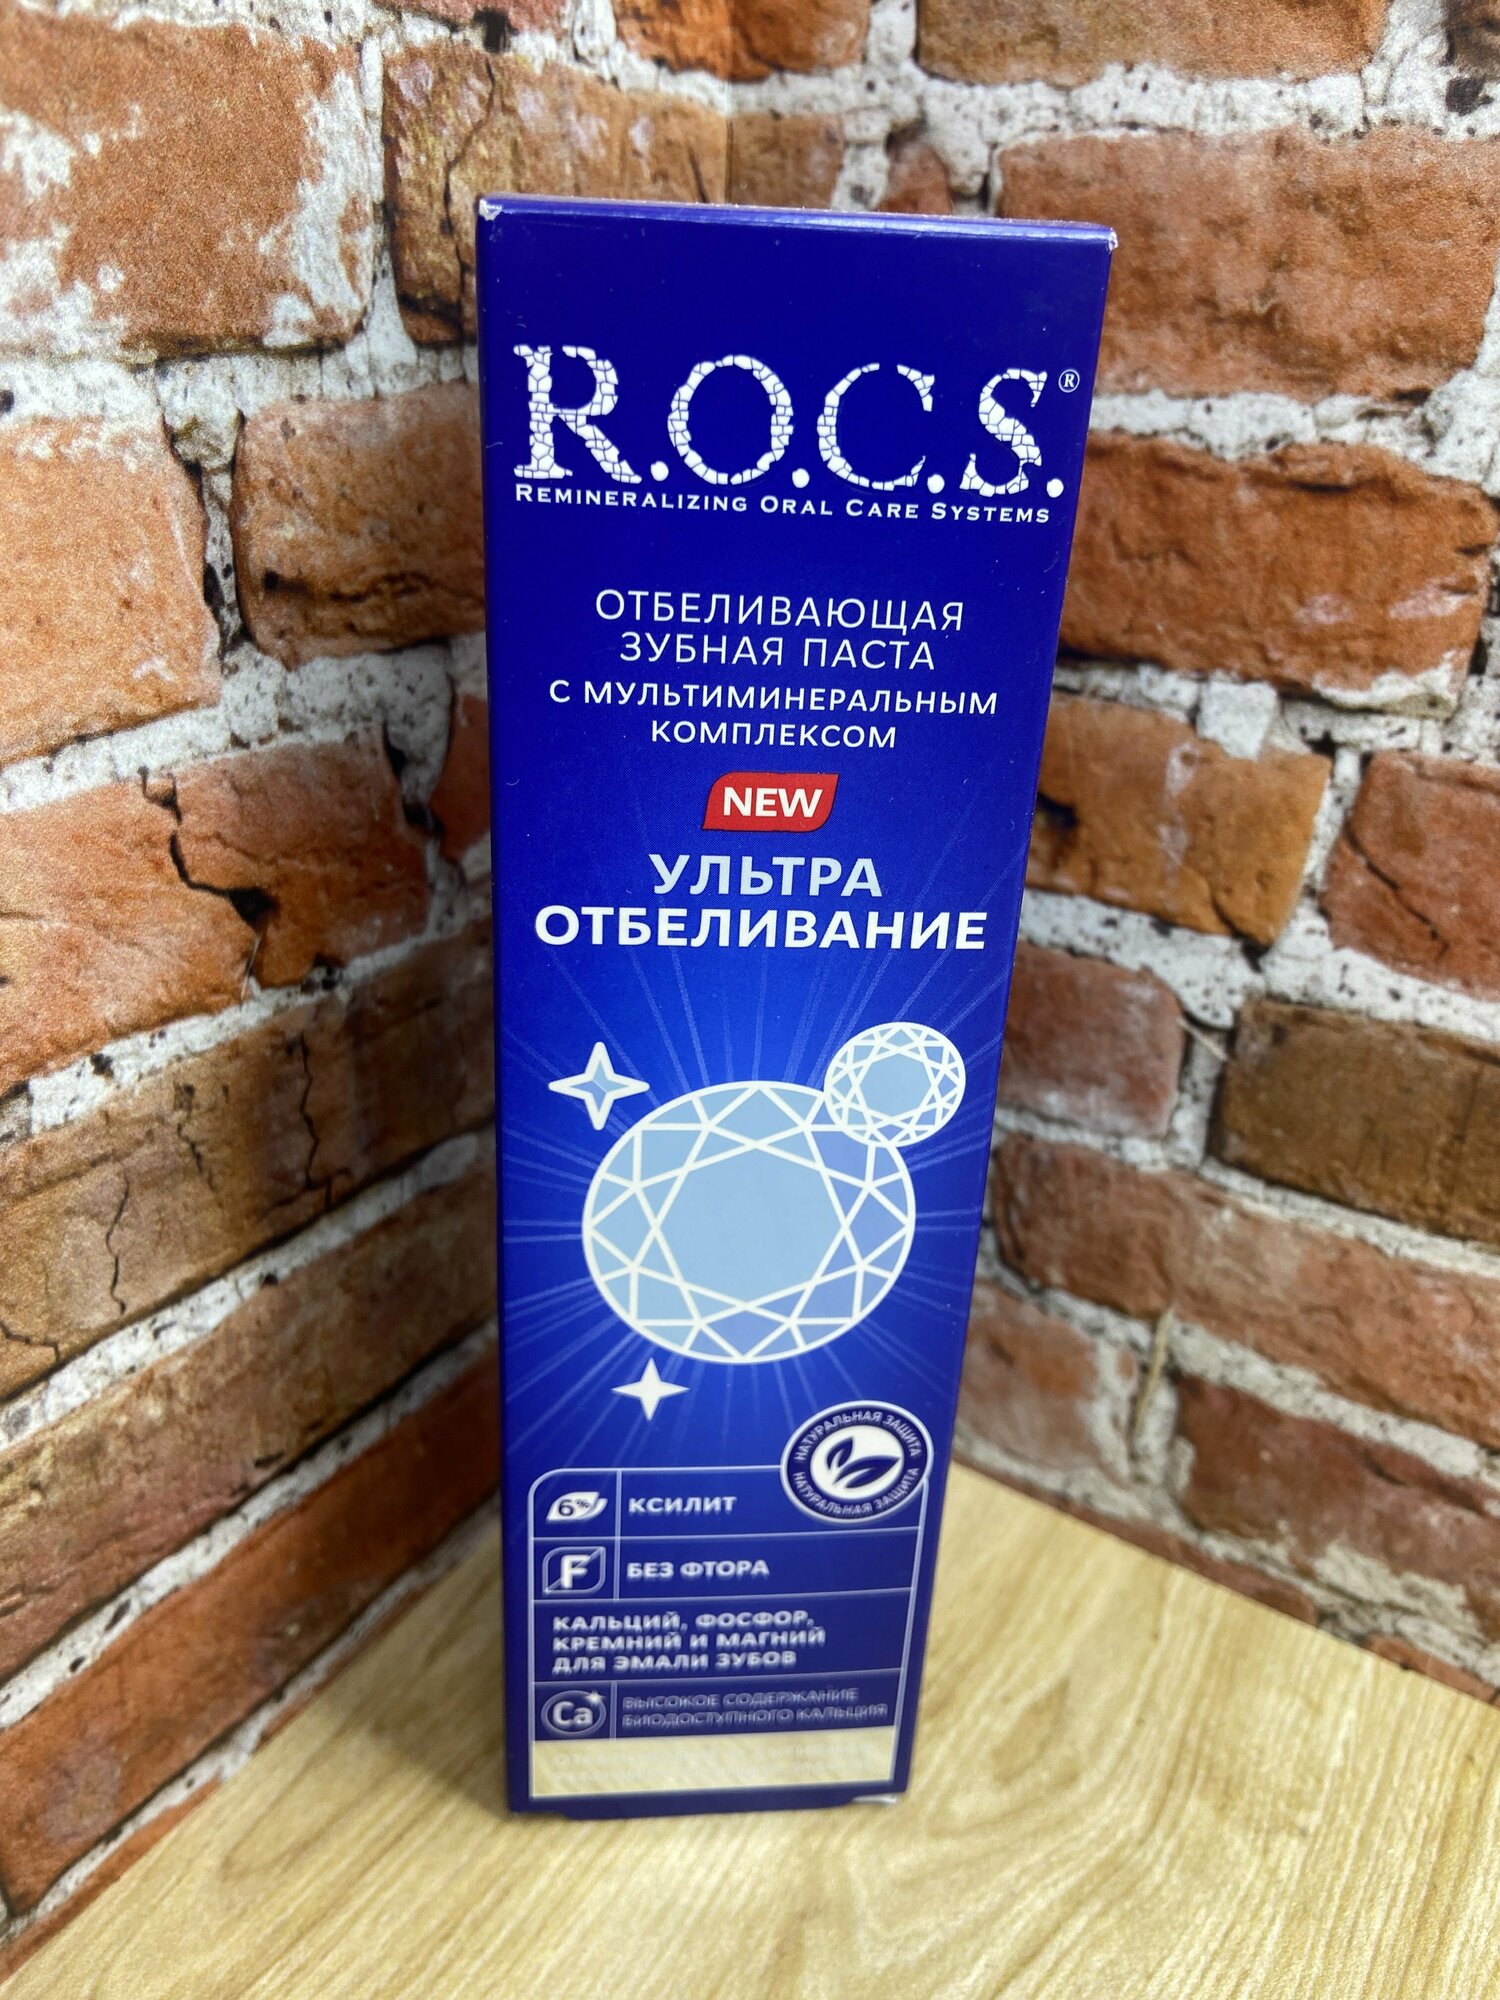 R.O.C.S.®
REMINERALIZING ORAL CARE SYSTEMS
ОТБЕЛИВАЮЩАЯ
ЗУБНАЯ ПАСТА
С МУЛЬТИМИНЕРАЛЬНЫМ
КОМПЛЕКСОМ
NEW
УЛЬТРА
ОТБЕЛИВАНИЕ
НАТУРАЛЬНАЯ ЗАЩИТА
НАТУРАЛЬНАЯ ЗАЩИТА
6% КСИЛИТ
F БЕЗ ФТОРА
КАЛЬЦИЙ, ФОСФОР,
КРЕМНИЙ И МАГНИЙ
ДЛЯ ЭМАЛИ ЗУБОВ
Ca ВЫСОКОЕ СОДЕРЖАНИЕ
БИОДОСТУПНОГО КАЛЬЦИЯ